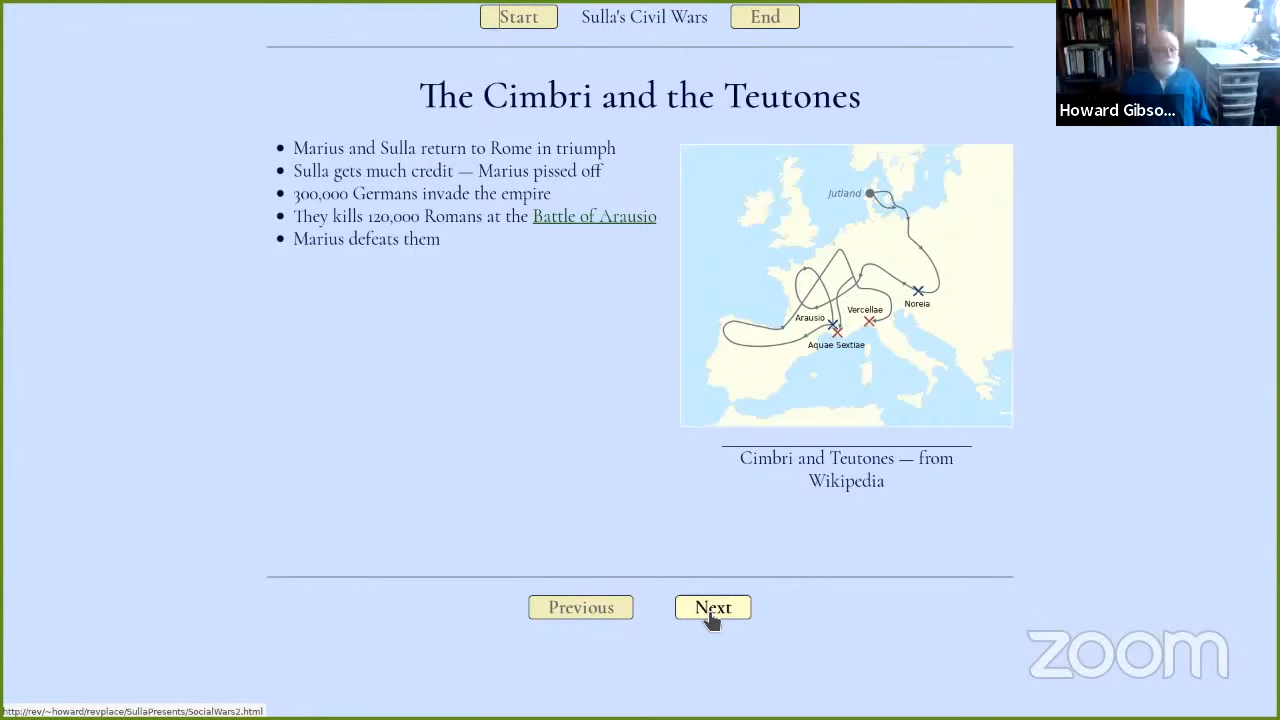 Start Sulla's Civil Wars End
The Cimbri and the Teutones
Marius and Sulla return to Rome in triumph
Sulla gets much credit — Marius pissed off
300,000 Germans invade the empire
They kills 120,000 Romans at the Battle of Arausio
Marius defeats them
Jutland
Noreia
Vercellae
Arausio
Aquae Sextiae
Cimbri and Teutones — from
Wikipedia
Previous Next
Howard Gibso...
zoom
http://rev/~howard/revplace/SullaPresents/SocialWars2.html